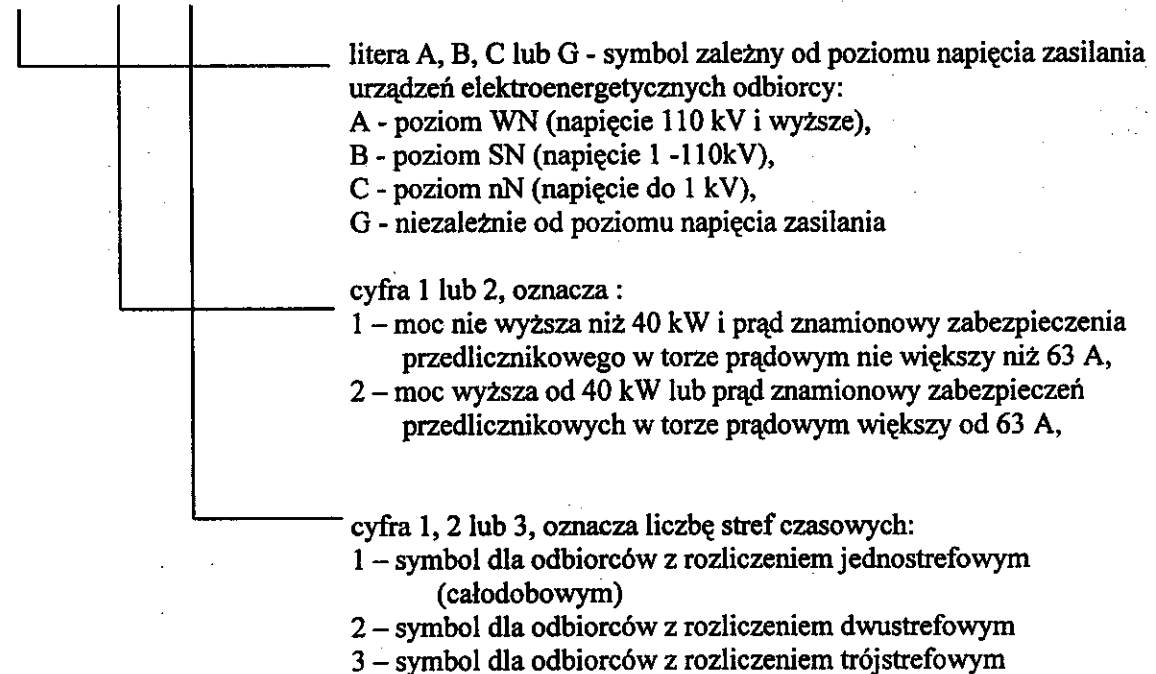 litera A, B, C lub G - symbol zależny od poziomu napięcia zasilania
urządzeń elektroenergetycznych odbiorcy:
A - poziom WN (napięcie 110 kV i wyższe),
B - poziom SN (napięcie 1 -110kV),
C - poziom nN (napięcie do 1 kV),
G - niezależnie od poziomu napięcia zasilania
cyfra 1 lub 2, oznacza :
1 – moc nie wyższa niż 40 kW i prąd znamionowy zabezpieczenia
przedlicznikowego w torze prądowym nie większy niż 63 A,
2 – moc wyższa od 40 kW lub prąd znamionowy zabezpieczeń
przedlicznikowych w torze prądowym większy od 63 A,
cyfra 1, 2 lub 3, oznacza liczbę stref czasowych:
1 – symbol dla odbiorców z rozliczeniem jednostrefowym
(całodobowym)
2 – symbol dla odbiorców z rozliczeniem dwustrefowym
3 – symbol dla odbiorców z rozliczeniem trójstrefowym